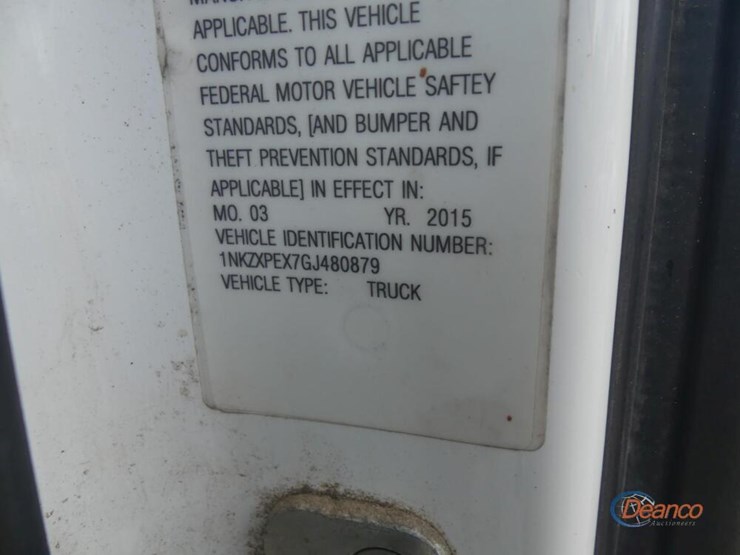 APPLICABLE. THIS VEHICLE
CONFORMS TO ALL APPLICABLE
FEDERAL MOTOR VEHICLE SAFTEY
STANDARDS, [AND BUMPER AND
THEFT PREVENTION STANDARDS, IF
APPLICABLE] IN EFFECT IN:
MO. 03 YR. 2015
VEHICLE IDENTIFICATION NUMBER:
1NKZXPEX7GJ480879
VEHICLE TYPE: TRUCK
Deanco
Auctioneers